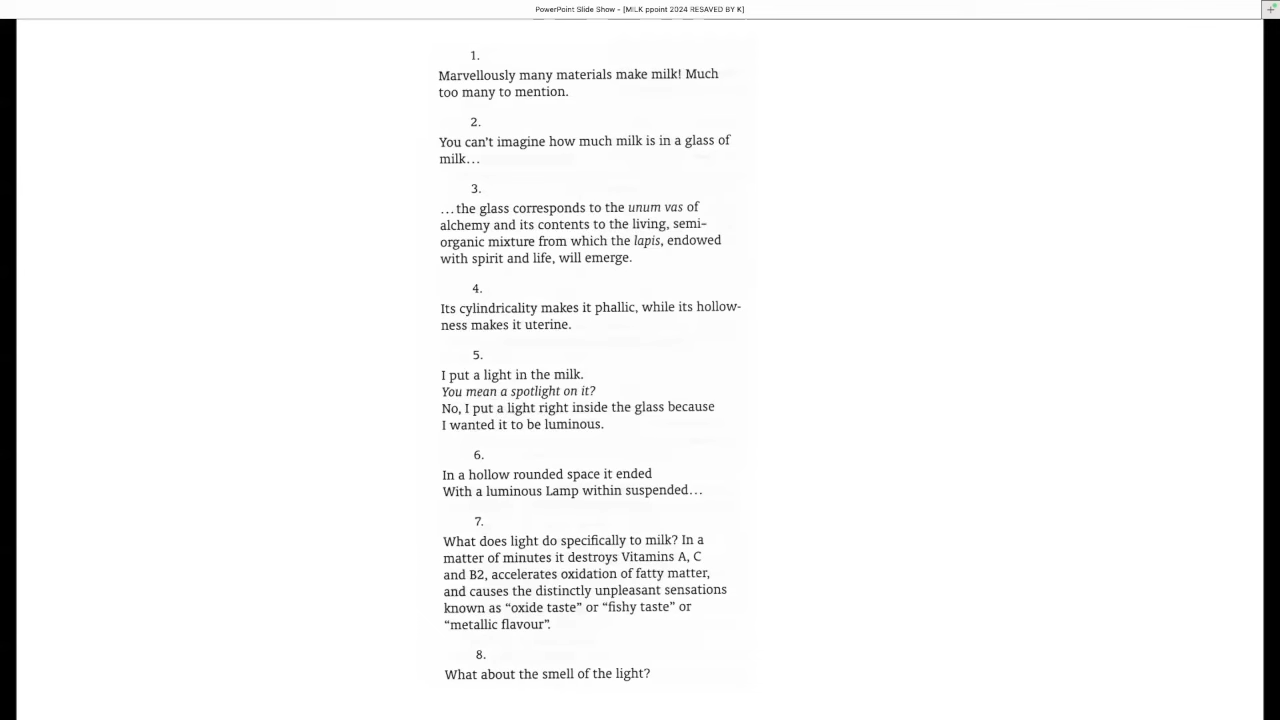 PowerPoint Slide Show - [MILK ppoint 2024 RESAVED BY K]
1.
Marvellously many materials make milk! Much
too many to mention.
2.
You can't imagine how much milk is in a glass of
milk…
3.
…the glass corresponds to the unum vas of
alchemy and its contents to the living, semi-
organic mixture from which the lapis, endowed
with spirit and life, will emerge.
4.
Its cylindricality makes it phallic, while its hollow-
ness makes it uterine.
5.
I put a light in the milk.
You mean a spotlight on it?
No, I put a light right inside the glass because
I wanted it to be luminous.
6.
In a hollow rounded space it ended
With a luminous Lamp within suspended…
7.
What does light do specifically to milk? In a
matter of minutes it destroys Vitamins A, C
and B2, accelerates oxidation of fatty matter,
and causes the distinctly unpleasant sensations
known as “oxide taste” or “fishy taste” or
“metallic flavour”.
8.
What about the smell of the light?